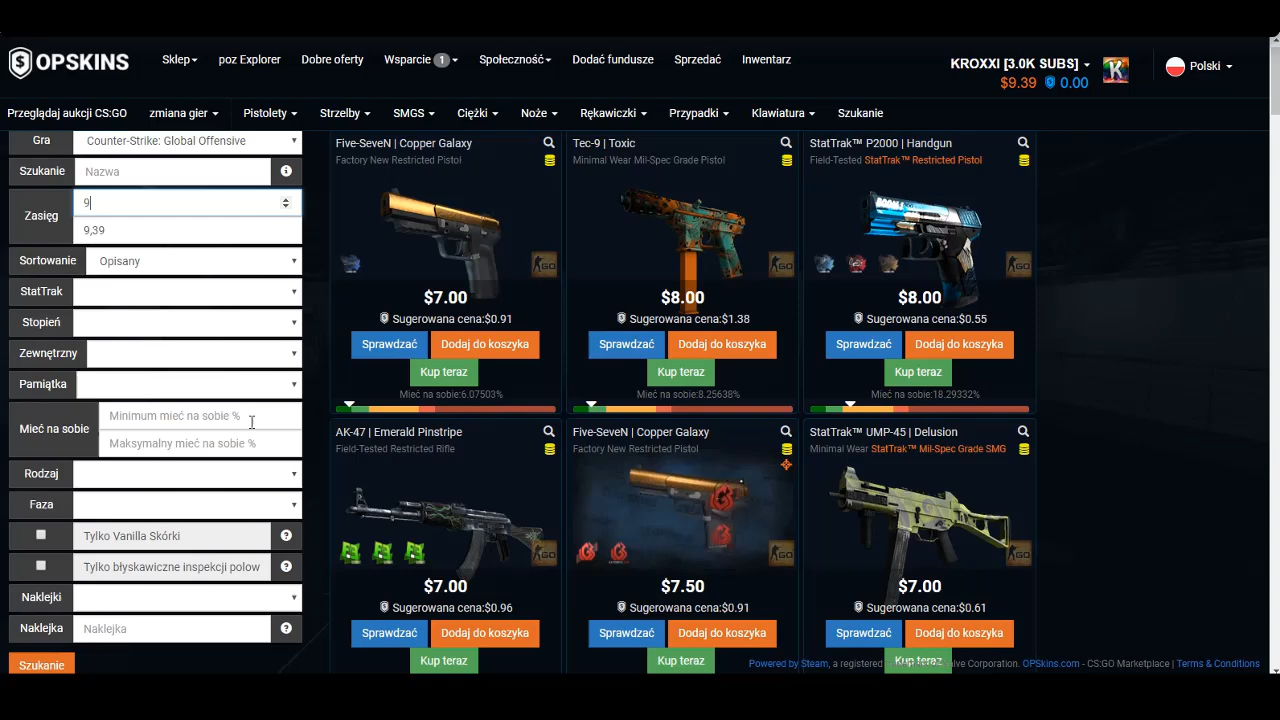 OPSKINS
Sklep poz Explorer Dobre oferty Wsparcie 1 Społeczność Dodać fundusze Sprzedać Inwentarz
KROXXI [3.0K SUBS]
$9.39 0.00
Polski
Przeglądaj aukcji CS:GO zmiana gier Pistolety Strzelby SMGS Ciężki Noże Rękawiczki Przypadki Klawiatura Szukanie
Gra Counter-Strike: Global Offensive
Szukanie Nazwa
Zasięg 9
9,39
Sortowanie Opisany
StatTrak
Stopień
Zewnętrzny
Pamiątka
Mieć na sobie Minimum mieć na sobie %
Maksymalny mieć na sobie %
Rodzaj
Faza
Tylko Vanilla Skórki
Tylko błyskawiczne inspekcji polow
Naklejki
Naklejka Naklejka
Szukanie
Five-SeveN | Copper Galaxy
Factory New Restricted Pistol
GO
$7.00
Sugerowana cena:$0.91
Sprawdzać Dodaj do koszyka
Kup teraz
Mieć na sobie:6.07503%
Tec-9 | Toxic
Minimal Wear Mil-Spec Grade Pistol
GO
$8.00
Sugerowana cena:$1.38
Sprawdzać Dodaj do koszyka
Kup teraz
Mieć na sobie:8.25638%
StatTrak™ P2000 | Handgun
Field-Tested StatTrak™ Restricted Pistol
GO
$8.00
Sugerowana cena:$0.55
Sprawdzać Dodaj do koszyka
Kup teraz
Mieć na sobie:18.29332%
AK-47 | Emerald Pinstripe
Field-Tested Restricted Rifle
GO
$7.00
Sugerowana cena:$0.96
Sprawdzać Dodaj do koszyka
Kup teraz
Five-SeveN | Copper Galaxy
Factory New Restricted Pistol
GO
$7.50
Sugerowana cena:$0.91
Sprawdzać Dodaj do koszyka
Kup teraz
StatTrak™ UMP-45 | Delusion
Minimal Wear StatTrak™ Mil-Spec Grade SMG
GO
$7.00
Sugerowana cena:$0.61
Sprawdzać Dodaj do koszyka
Kup teraz
Powered by Steam, a registered Corporation. OPSkins.com - CS:GO Marketplace | Terms & Conditions